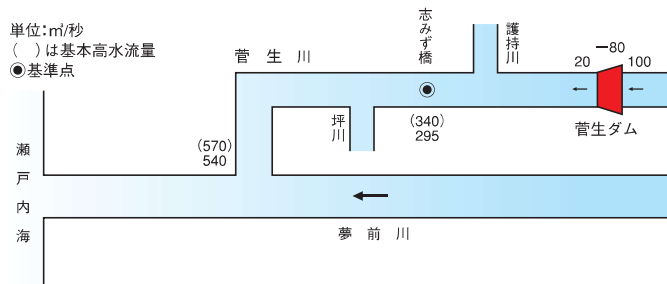 単位:㎥/秒
(　)は基本高水流量
◉基準点
菅生川
志みず橋
護持川
-80
20
100
菅生ダム
坪川
(340)
295
(570)
540
瀬戸内海
夢前川